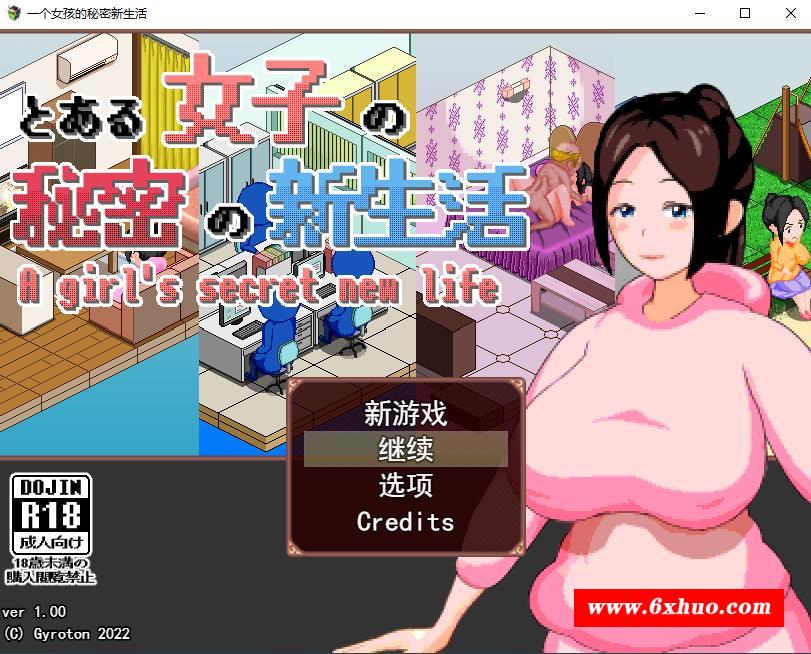 一个女孩的秘密新生活
とある女子の
秘密の新生活
A girl's secret new life
新游戏
继续
选项
Credits
DOJIN
R18
成人向け
18歳未満の
購入閲覧禁止
ver 1.00
(C) Gyroton 2022
www.6xhuo.com